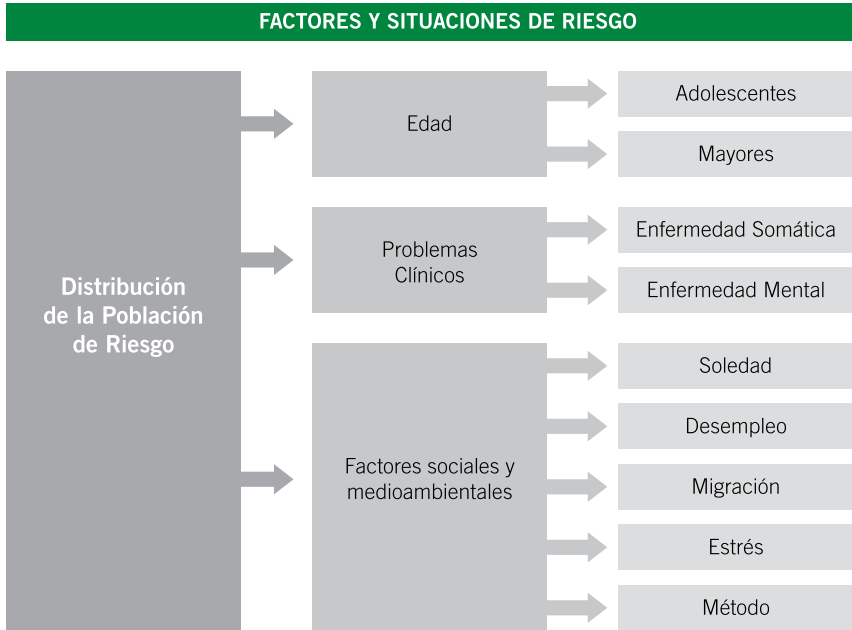 FACTORES Y SITUACIONES DE RIESGO
Distribución
de la Población
de Riesgo
Edad
Adolescentes
Mayores
Problemas
Clínicos
Enfermedad Somática
Enfermedad Mental
Factores sociales y
medioambientales
Soledad
Desempleo
Migración
Estrés
Método